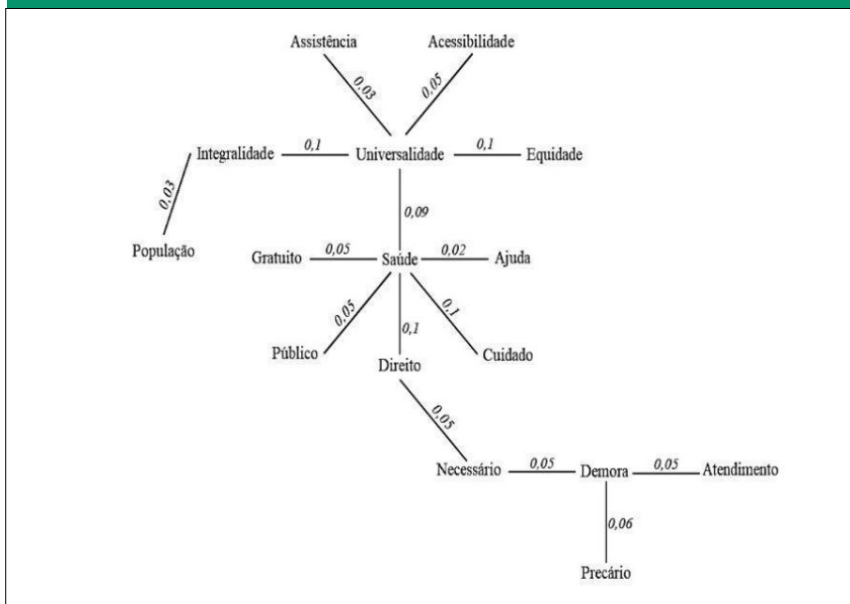 Assistência Acessibilidade
0,03 0,05
Integralidade 0,1 Universalidade 0,1 Equidade
0,03
0,09
População
Gratuito 0,05 Saúde 0,02 Ajuda
0,05 0,1 0,1
Público Direito Cuidado
0,05
Necessário 0,05 Demora 0,05 Atendimento
0,06
Precário